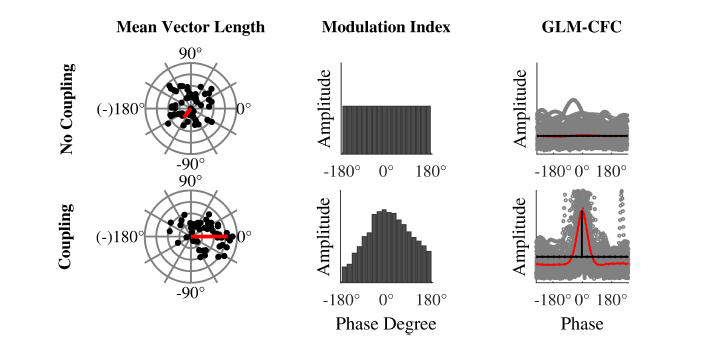 Mean Vector Length
Modulation Index
GLM-CFC
No Coupling
90°
(-)180°
0°
-90°
Amplitude
-180° 0° 180°
Amplitude
-180° 0° 180°
Coupling
90°
(-)180°
0°
-90°
Amplitude
-180° 0° 180°
Phase Degree
Amplitude
-180° 0° 180°
Phase